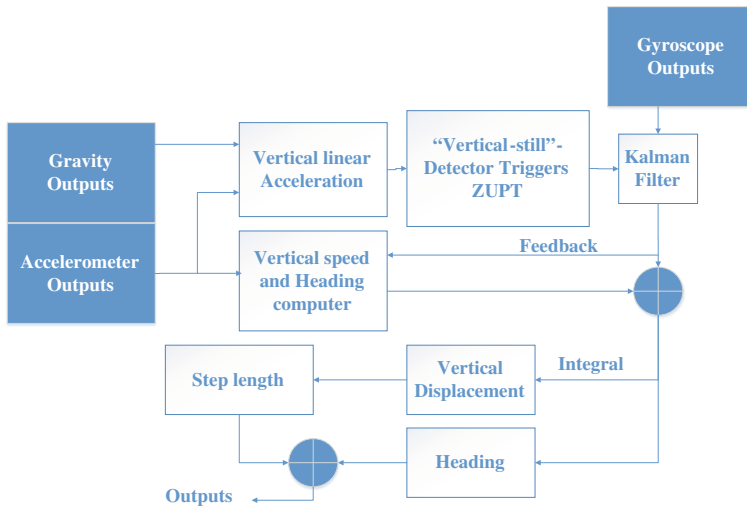 Gyroscope
Outputs
Gravity
Outputs
Vertical linear
Acceleration
“Vertical-still”-
Detector Triggers
ZUPT
Kalman
Filter
Accelerometer
Outputs
Vertical speed
and Heading
computer
Feedback
Step length
Vertical
Displacement
Integral
Heading
Outputs